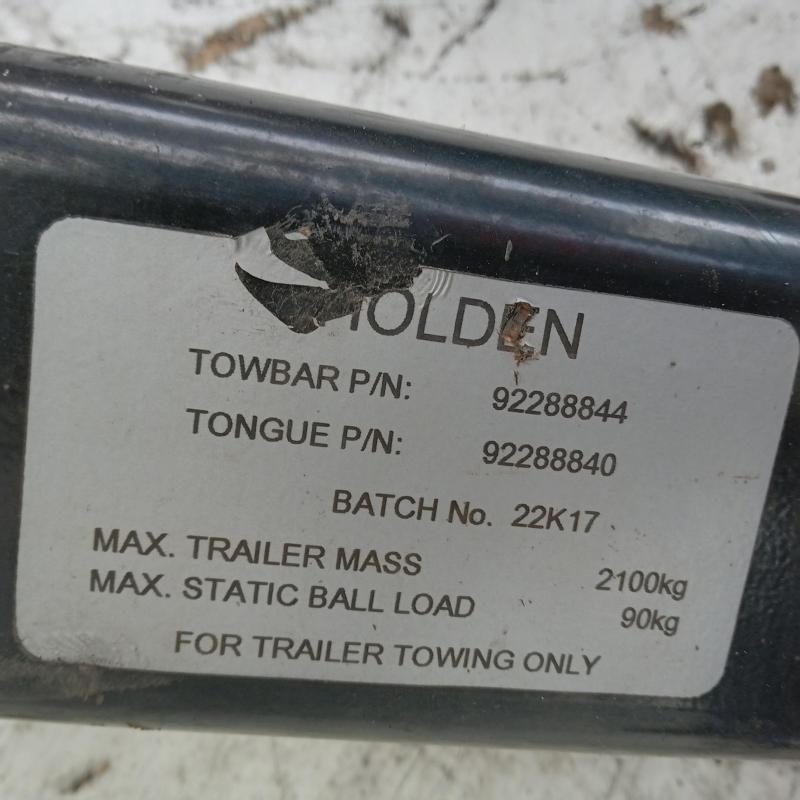 HOLDEN
TOWBAR P/N: 92288844
TONGUE P/N: 92288840
BATCH No. 22K17
MAX. TRAILER MASS 2100kg
MAX. STATIC BALL LOAD 90kg
FOR TRAILER TOWING ONLY